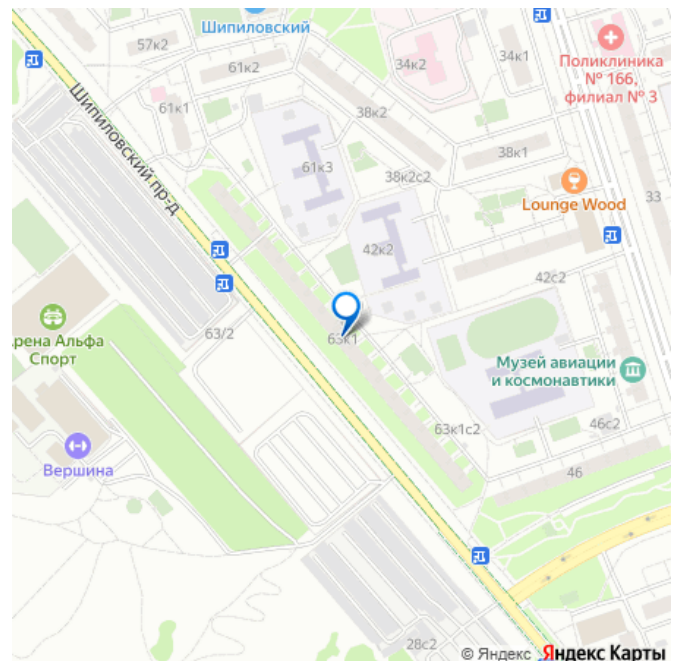 57к2
Шипиловский
61к2
34к2
34к1
Поликлиника
№ 166,
филиал № 3
61к1
38к2
Шипиловский пр-д
61к3
38к1
38к2с2
Lounge Wood
33
42к2
42с2
63/2
63к1
Арена Альфа
Спорт
Музей авиации
и космонавтики
63к1с2
46с2
Вершина
46
28с2
© Яндекс Яндекс Карты